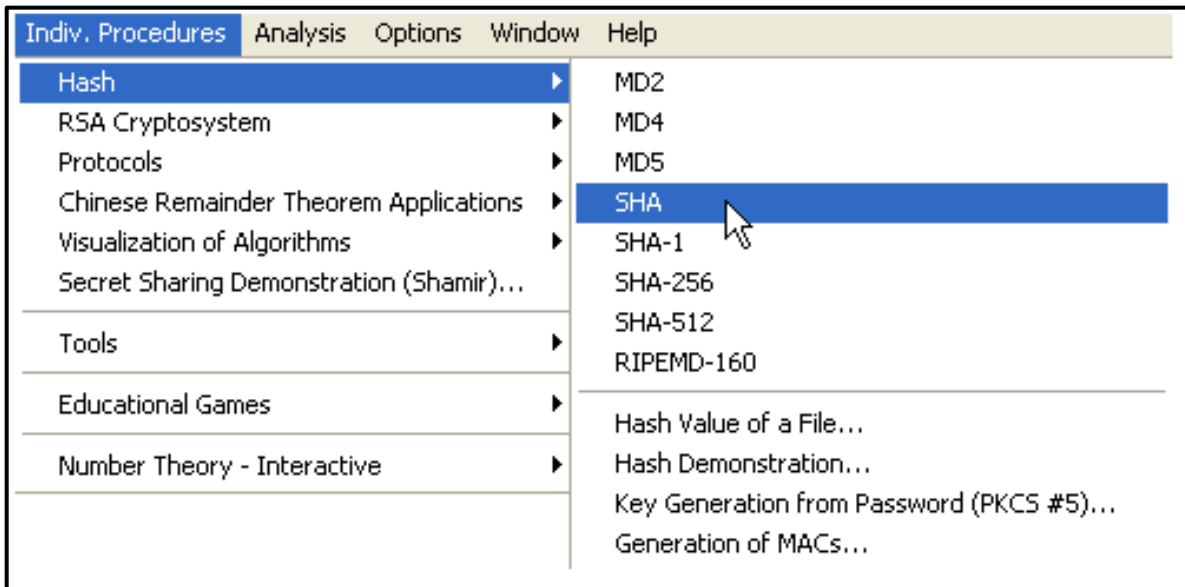 Indiv. Procedures Analysis Options Window Help
Hash
RSA Cryptosystem
Protocols
Chinese Remainder Theorem Applications
Visualization of Algorithms
Secret Sharing Demonstration (Shamir)...
Tools
Educational Games
Number Theory - Interactive
MD2
MD4
MD5
SHA
SHA-1
SHA-256
SHA-512
RIPEMD-160
Hash Value of a File...
Hash Demonstration...
Key Generation from Password (PKCS #5)...
Generation of MACs...